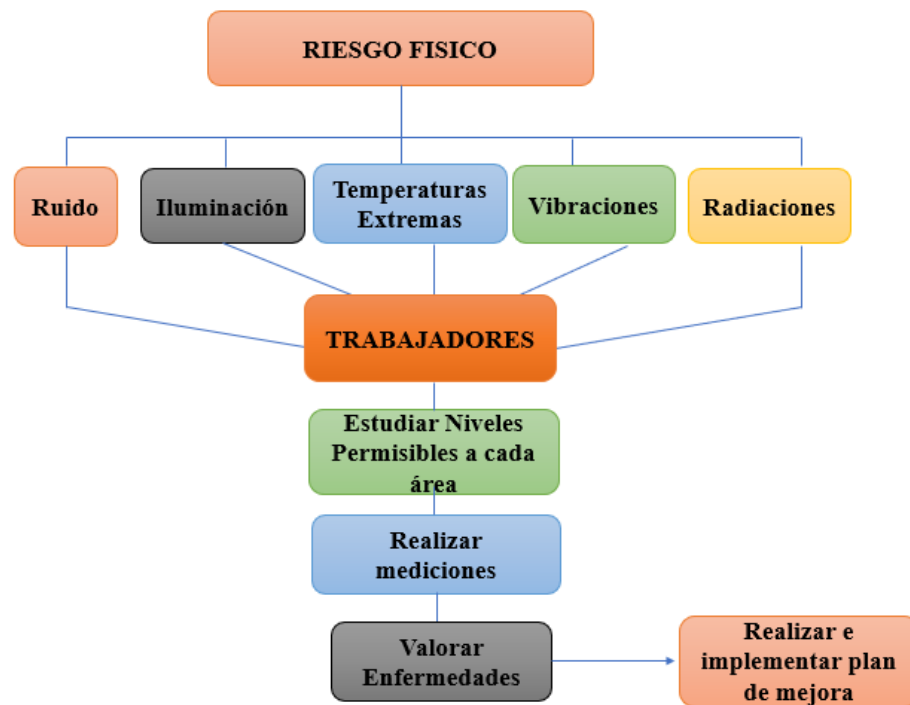 RIESGO FISICO
Ruido
Iluminación
Temperaturas
Extremas
Vibraciones
Radiaciones
TRABAJADORES
Estudiar Niveles
Permisibles a cada
área
Realizar
mediciones
Valorar
Enfermedades
Realizar e
implementar plan
de mejora